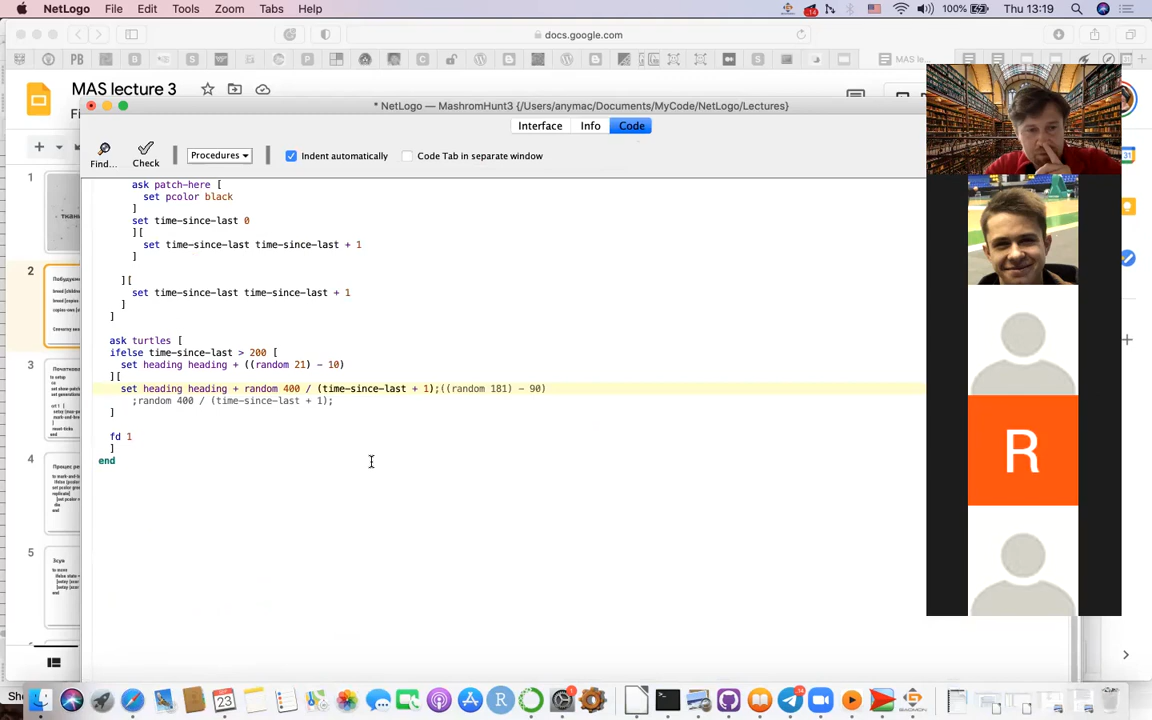 NetLogo File Edit Tools Zoom Tabs Help
14
100%
Thu 13:19
docs.google.com
PB
MAS lecture 3
* NetLogo — MashromHunt3 {/Users/anymac/Documents/MyCode/NetLogo/Lectures}
Interface Info Code
Find... Check Procedures Indent automatically Code Tab in separate window
ask patch-here [
set pcolor black
]
set time-since-last 0
][
set time-since-last time-since-last + 1
]
][
set time-since-last time-since-last + 1
]
]
ask turtles [
ifelse time-since-last > 200 [
set heading heading + ((random 21) - 10)
][
set heading heading + random 400 / (time-since-last + 1);((random 181) - 90)
;random 400 / (time-since-last + 1);
]
fd 1
]
end
1
2
3
4
5
R
31
23